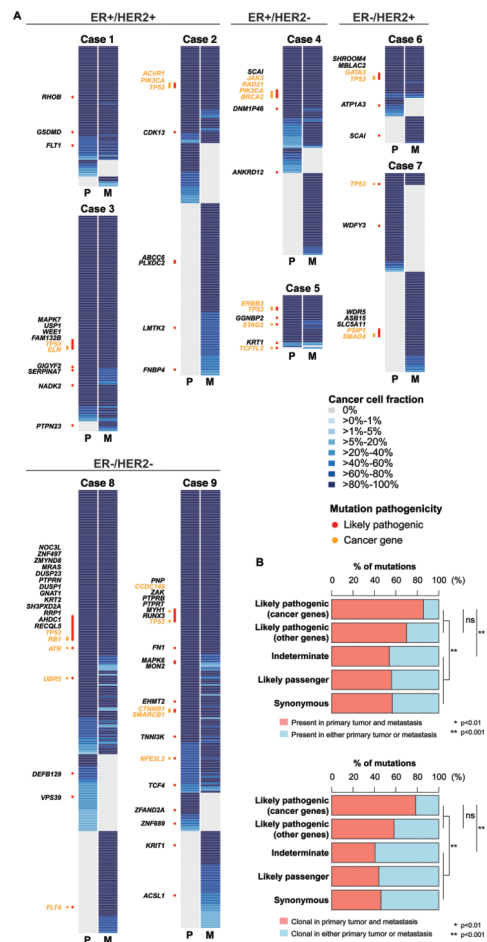 A
ER+/HER2+
ER+/HER2-
ER-/HER2+
Case 1
RHOB
GSDMD
FLT1
P M
Case 2
ACVR1
PIK3CA
TP53
CDK13
ABCC6
PLXDC2
LMTK2
FNBP4
P M
Case 3
MAPK7
USP1
WEE1
FAM132B
TP53
ELN
GIGYF2
SERPINA7
NADK2
PTPN23
P M
Case 4
SCAI
JAK3
RAD21
PIK3CA
BRCA2
DNM1P46
ANKRD12
P M
Case 5
ERBB3
TP53
GGNBP2
STAG2
KRT1
TCF7L2
P M
Case 6
SHROOM4
MBLAC2
GATA3
TP53
ATP1A3
SCAI
P M
Case 7
TP53
WDFY3
WDR5
ASB15
SLC5A11
PSIP1
SMAD4
P M
Cancer cell fraction
0%
>0%-1%
>1%-5%
>5%-20%
>20%-40%
>40%-60%
>60%-80%
>80%-100%
Mutation pathogenicity
Likely pathogenic
Cancer gene
ER-/HER2-
Case 8
NOC3L
ZNF497
ZMYND8
MRAS
DUSP23
PTPRN
DUSP1
GNAT1
KRT2
SH3PXD2A
RRP1
AHDC1
RECQL5
TP53
RB1
ATR
UBR5
DEFB129
VPS39
FLT4
P M
Case 9
PNP
CCDC149
ZAK
PTPRB
PTPRT
MYH1
RUNX3
TP53
FN1
MAPK6
MON2
EHMT2
CTNNB1
SMARCB1
TNNI3K
NFE2L2
TCF4
ZFAND2A
ZNF689
KRIT1
ACSL1
P M
B
% of mutations
0 20 40 60 80 100 (%)
Likely pathogenic
(cancer genes)
Likely pathogenic
(other genes)
Indeterminate
Likely passenger
Synonymous
ns
**
**
Present in primary tumor and metastasis
Present in either primary tumor or metastasis
* p<0.01
** p<0.001
% of mutations
0 20 40 60 80 100 (%)
Likely pathogenic
(cancer genes)
Likely pathogenic
(other genes)
Indeterminate
Likely passenger
Synonymous
ns
**
**
Clonal in primary tumor and metastasis
Clonal in either primary tumor or metastasis
* p<0.01
** p<0.001